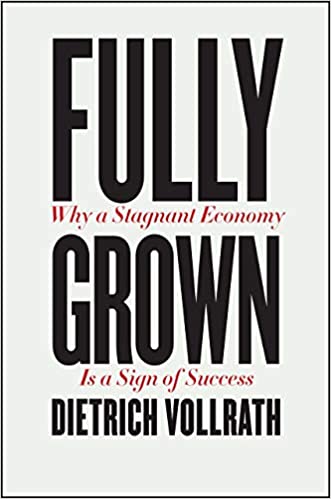 FULLY
Why a Stagnant Economy
GROWN
Is a Sign of Success
DIETRICH VOLLRATH